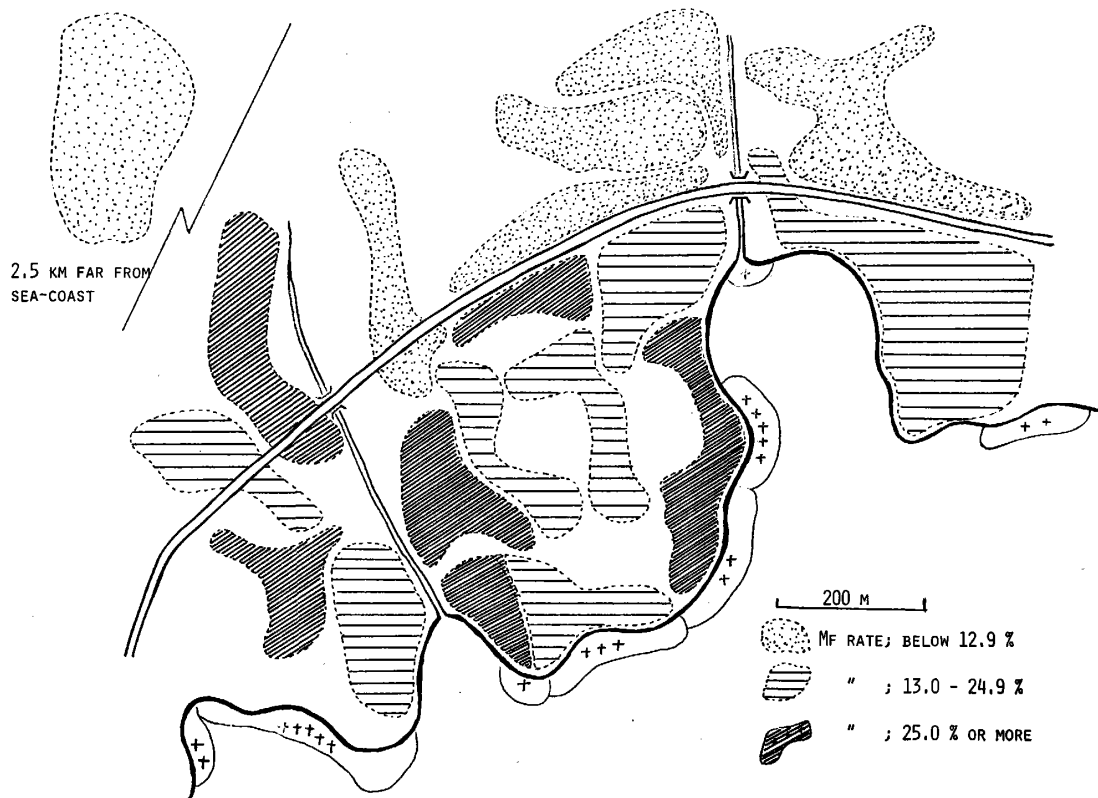 2.5 KM FAR FROM
SEA-COAST
200 M
MF RATE; BELOW 12.9 %
" ; 13.0 - 24.9 %
" ; 25.0 % OR MORE